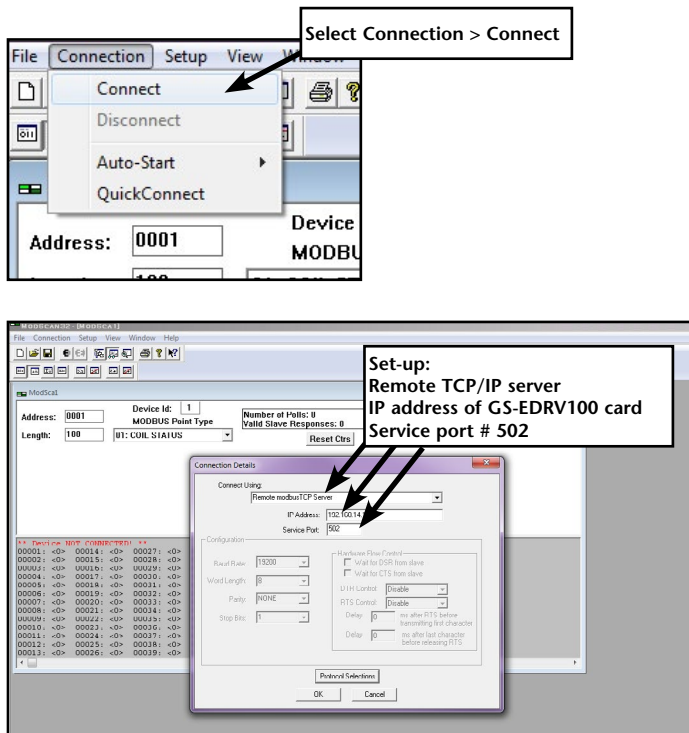 Select Connection > Connect
File Connection Setup View Window
Connect
Disconnect
Auto-Start
QuickConnect
Address: 0001
Device
MODBU
MODSCAN32 - [MODSCA1]
File Connection Setup View Window Help
Set-up:
Remote TCP/IP server
IP address of GS-EDRV100 card
Service port # 502
ModSca1
Address: 0001
Device Id: 1
MODBUS Point Type
Number of Polls: 0
Valid Slave Responses: 0
Length: 100
01: COIL STATUS
Reset Ctrs
Connection Details
Connect Using:
Remote modbusTCP Server
IP Address: 192.168.14.
Service Port: 502
Configuration
Baud Rate: 19200
Word Length: 8
Parity: NONE
Stop Bits: 1
Hardware Flow Control
Wait for DSR from slave
Wait for CTS from slave
DTR Control: Disable
RTS Control: Disable
Delay 0 ms after RTS before
transmitting first character
Delay 0 ms after last character
before releasing RTS
Protocol Selections
OK Cancel
** Device NOT CONNECTED! **
00001: <0> 00014: <0> 00027: <0>
00002: <0> 00015: <0> 00028: <0>
00003: <0> 00016: <0> 00029: <0>
00004: <0> 00017: <0> 00030: <0>
00005: <0> 00018: <0> 00031: <0>
00006: <0> 00019: <0> 00032: <0>
00007: <0> 00020: <0> 00033: <0>
00008: <0> 00021: <0> 00034: <0>
00009: <0> 00022: <0> 00035: <0>
00010: <0> 00023: <0> 00036: <0>
00011: <0> 00024: <0> 00037: <0>
00012: <0> 00025: <0> 00038: <0>
00013: <0> 00026: <0> 00039: <0>